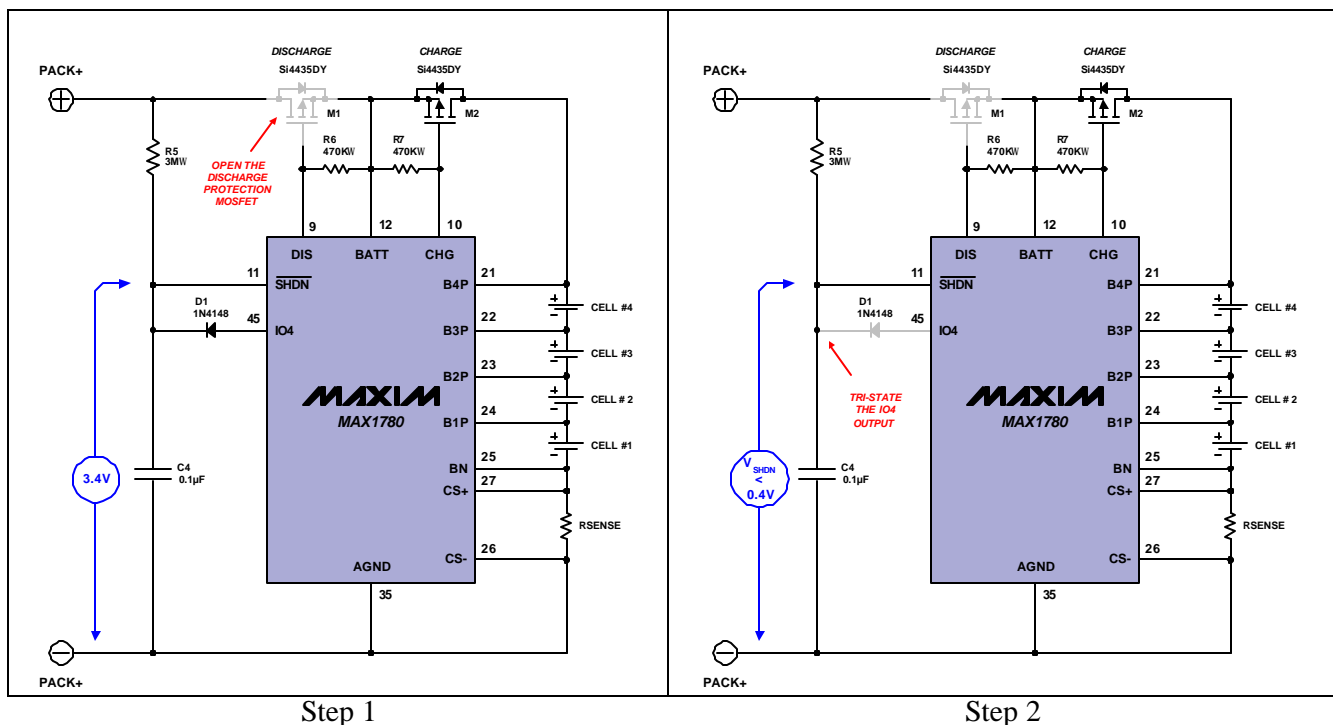 DISCHARGE
Si4435DY
CHARGE
Si4435DY
PACK+
M1
M2
R5
3MW
OPEN THE
DISCHARGE
PROTECTION
MOSFET
R6
470KW
R7
470KW
9
12
10
DIS
BATT
CHG
11
SHDN
D1
1N4148
45
IO4
MAXIM
MAX1780
B4P
21
B3P
22
B2P
23
B1P
24
BN
25
CS+
27
CS-
26
AGND
35
CELL #4
CELL #3
CELL # 2
CELL #1
RSENSE
3.4V
C4
0.1µF
PACK+
Step 1
DISCHARGE
Si4435DY
CHARGE
Si4435DY
PACK+
M1
M2
R5
3MW
R6
470KW
R7
470KW
9
12
10
DIS
BATT
CHG
11
SHDN
D1
1N4148
45
IO4
TRI-STATE
THE IO4
OUTPUT
MAXIM
MAX1780
B4P
21
B3P
22
B2P
23
B1P
24
BN
25
CS+
27
CS-
26
AGND
35
CELL #4
CELL #3
CELL # 2
CELL #1
RSENSE
V SHDN
<
0.4V
C4
0.1µF
PACK+
Step 2